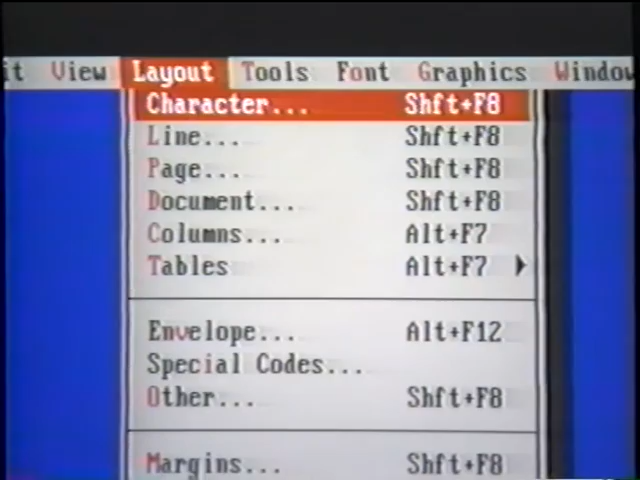 it View Layout Tools Font Graphics Window
Character... Shft+F8
Line... Shft+F8
Page... Shft+F8
Document... Shft+F8
Columns... Alt+F7
Tables Alt+F7
Envelope... Alt+F12
Special Codes...
Other... Shft+F8
Margins... Shft+F8